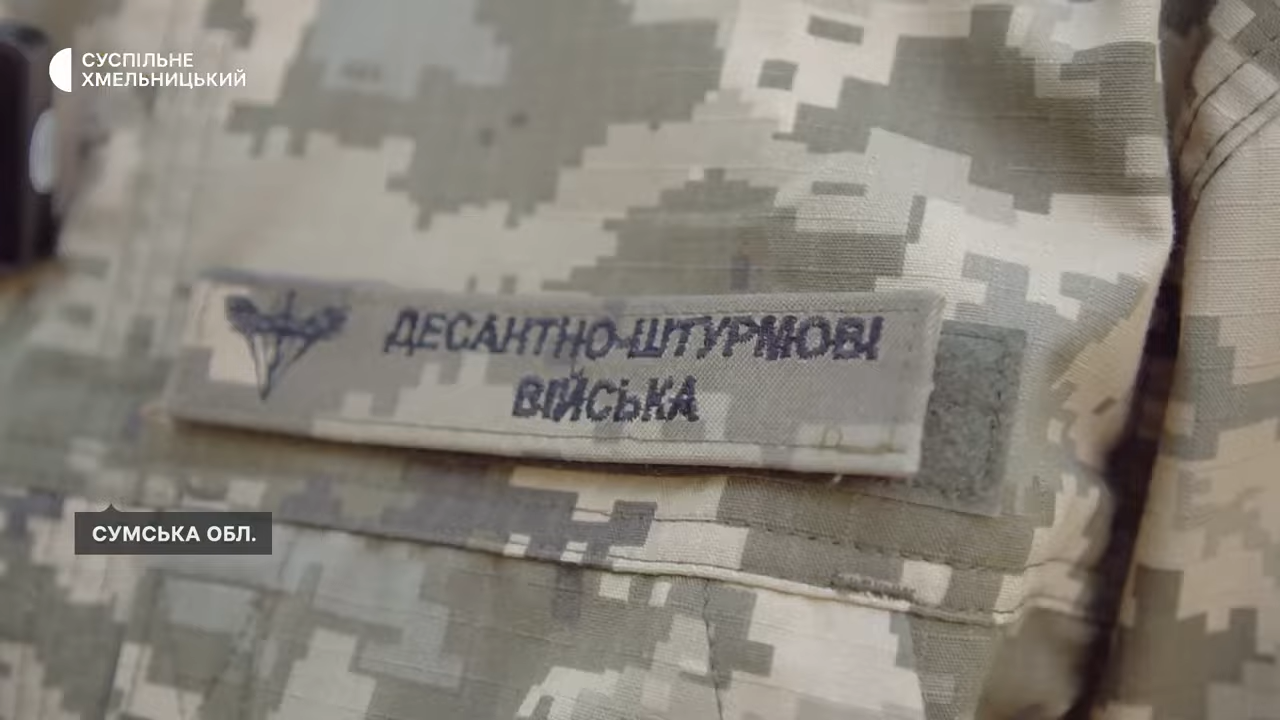 СУСПІЛЬНЕ
ХМЕЛЬНИЦЬКИЙ
ДЕСАНТНО-ШТУРМОВІ
ВІЙСЬКА
СУМСЬКА ОБЛ.